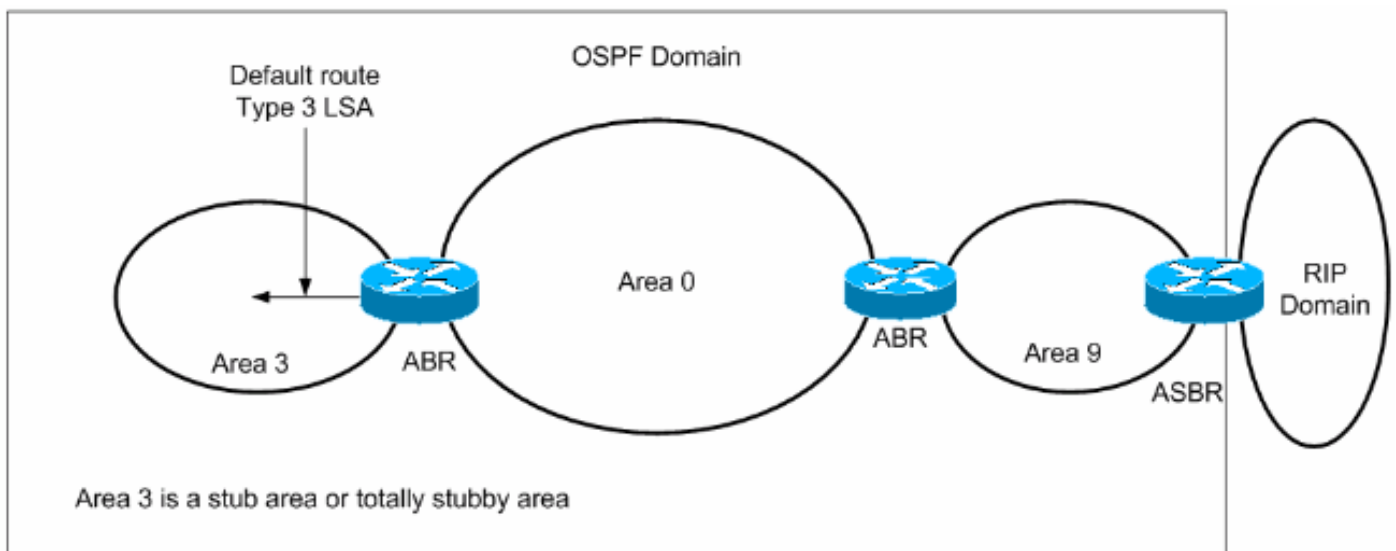 OSPF Domain
Default route
Type 3 LSA
Area 0
Area 3
ABR
ABR
Area 9
ASBR
RIP
Domain
Area 3 is a stub area or totally stubby area